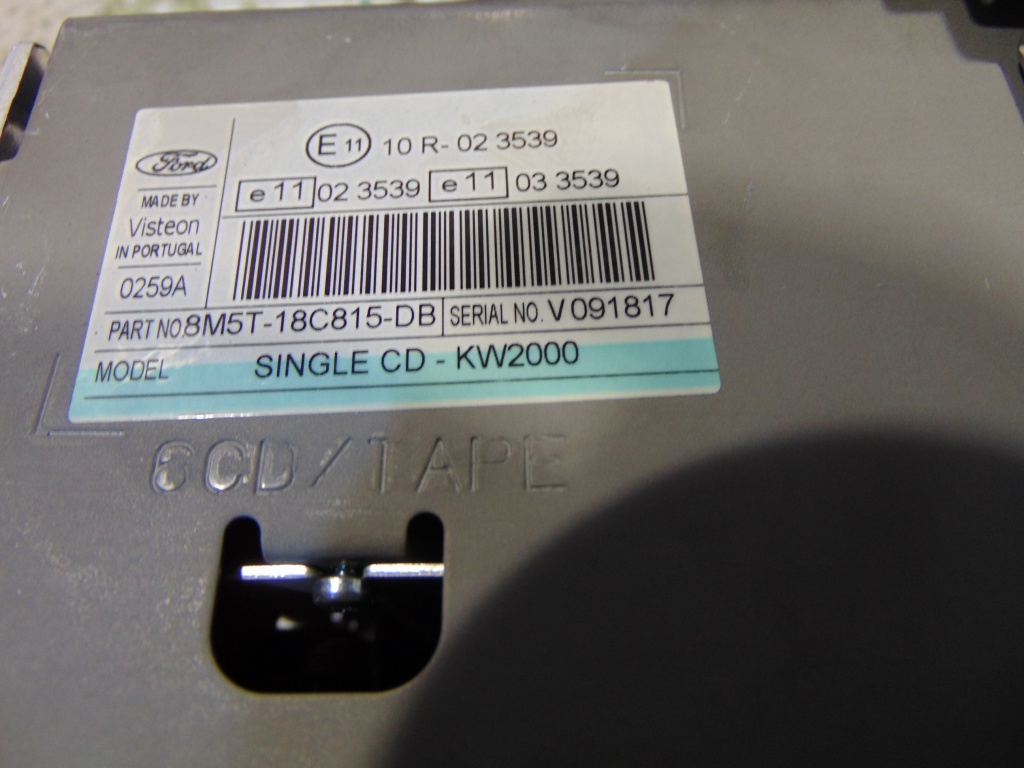 Ford
MADE BY
Visteon
IN PORTUGAL
0259A
E 11 10 R- 02 3539
e 11 02 3539 e 11 03 3539
PART NO. 8M5T-18C815-DB SERIAL NO. V 091817
MODEL SINGLE CD - KW2000
6CD/TAPE